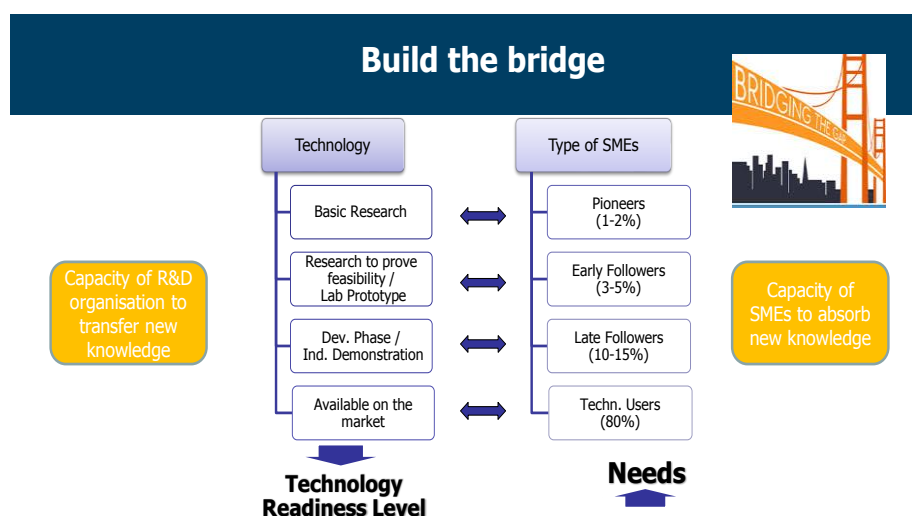 Build the bridge
BRIDGING THE GAP
Technology
Type of SMEs
Basic Research
Pioneers
(1-2%)
Capacity of R&D
organisation to
transfer new
knowledge
Research to prove
feasibility /
Lab Prototype
Early Followers
(3-5%)
Capacity of
SMEs to absorb
new knowledge
Dev. Phase /
Ind. Demonstration
Late Followers
(10-15%)
Available on the
market
Techn. Users
(80%)
Technology
Readiness Level
Needs